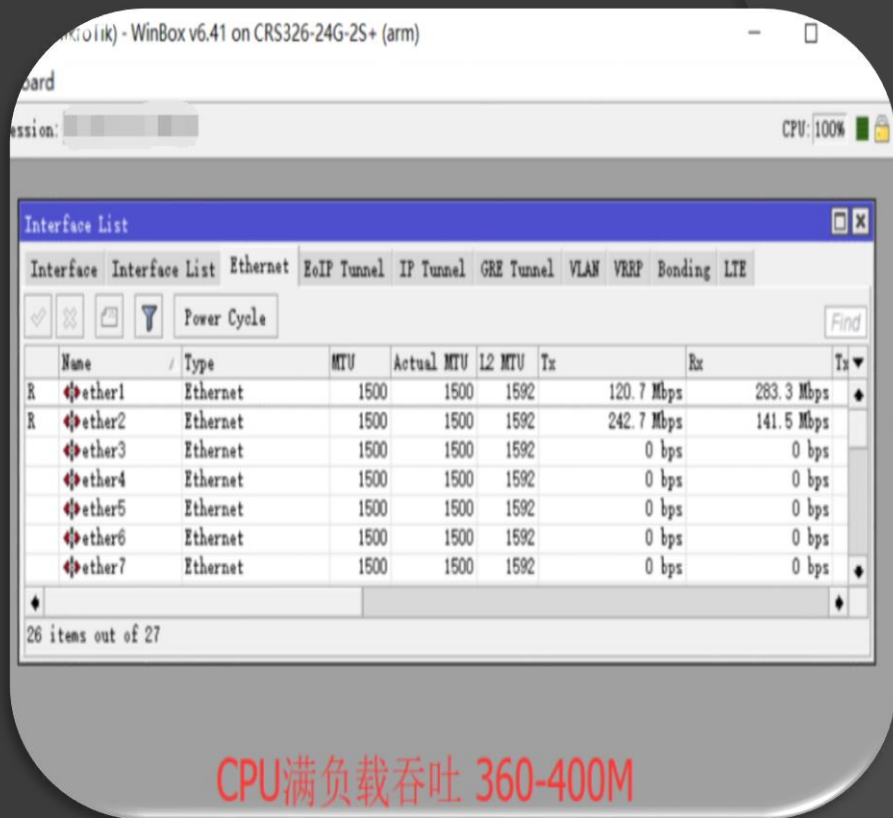 kroTik) - WinBox v6.41 on CRS326-24G-2S+ (arm)
oard
ession:
CPU: 100%
Interface List
Interface Interface List Ethernet EoIP Tunnel IP Tunnel GRE Tunnel VLAN VRRP Bonding LTE
Power Cycle
Find
Name / Type MTU Actual MTU L2 MTU Tx Rx Tx
R ether1 Ethernet 1500 1500 1592 120.7 Mbps 283.3 Mbps
R ether2 Ethernet 1500 1500 1592 242.7 Mbps 141.5 Mbps
ether3 Ethernet 1500 1500 1592 0 bps 0 bps
ether4 Ethernet 1500 1500 1592 0 bps 0 bps
ether5 Ethernet 1500 1500 1592 0 bps 0 bps
ether6 Ethernet 1500 1500 1592 0 bps 0 bps
ether7 Ethernet 1500 1500 1592 0 bps 0 bps
26 items out of 27
CPU满负载吞吐 360-400M